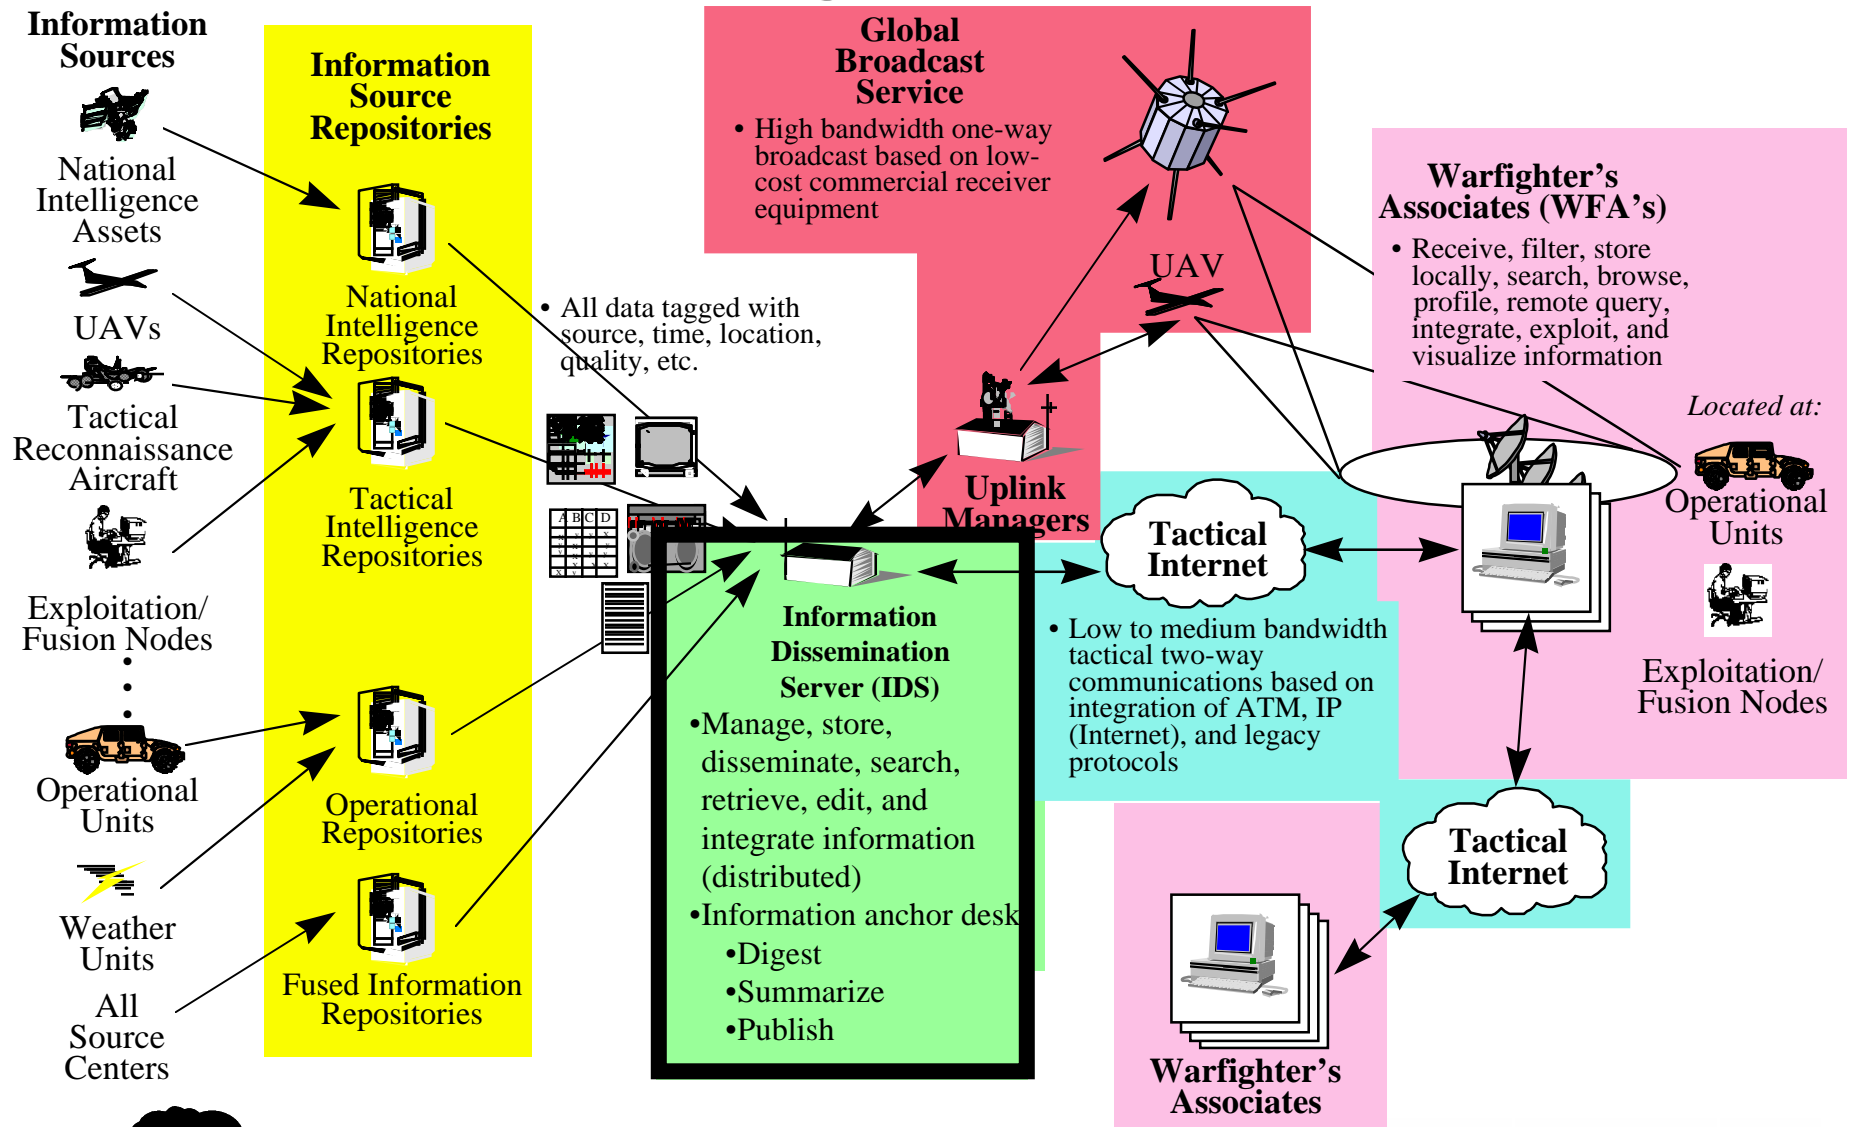 Information
Sources
National
Intelligence
Assets
UAVs
Tactical
Reconnaissance
Aircraft
Exploitation/
Fusion Nodes
•
•
•
Operational
Units
Weather
Units
All
Source
Centers
Information
Source
Repositories
National
Intelligence
Repositories
Tactical
Intelligence
Repositories
Operational
Repositories
Fused Information
Repositories
• All data tagged with
source, time, location,
quality, etc.
A B C D
Global
Broadcast
Service
• High bandwidth one-way
broadcast based on low-
cost commercial receiver
equipment
UAV
Uplink
Managers
Information
Dissemination
Server (IDS)
•Manage, store,
disseminate, search,
retrieve, edit, and
integrate information
(distributed)
•Information anchor desk
•Digest
•Summarize
•Publish
Tactical
Internet
• Low to medium bandwidth
tactical two-way
communications based on
integration of ATM, IP
(Internet), and legacy
protocols
Warfighter's
Associates (WFA's)
• Receive, filter, store
locally, search, browse,
profile, remote query,
integrate, exploit, and
visualize information
Located at:
Operational
Units
Exploitation/
Fusion Nodes
Tactical
Internet
Warfighter's
Associates